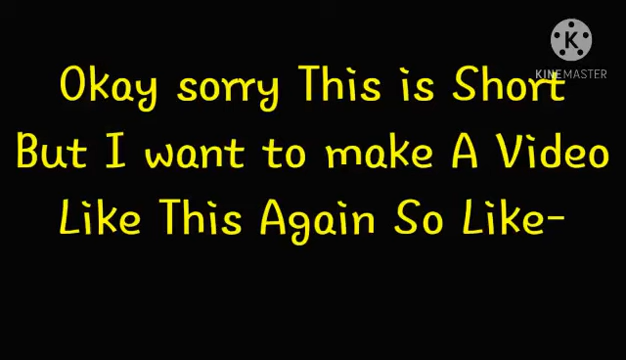 KINEMASTER
Okay sorry This is Short
But I want to make A Video
Like This Again So Like-